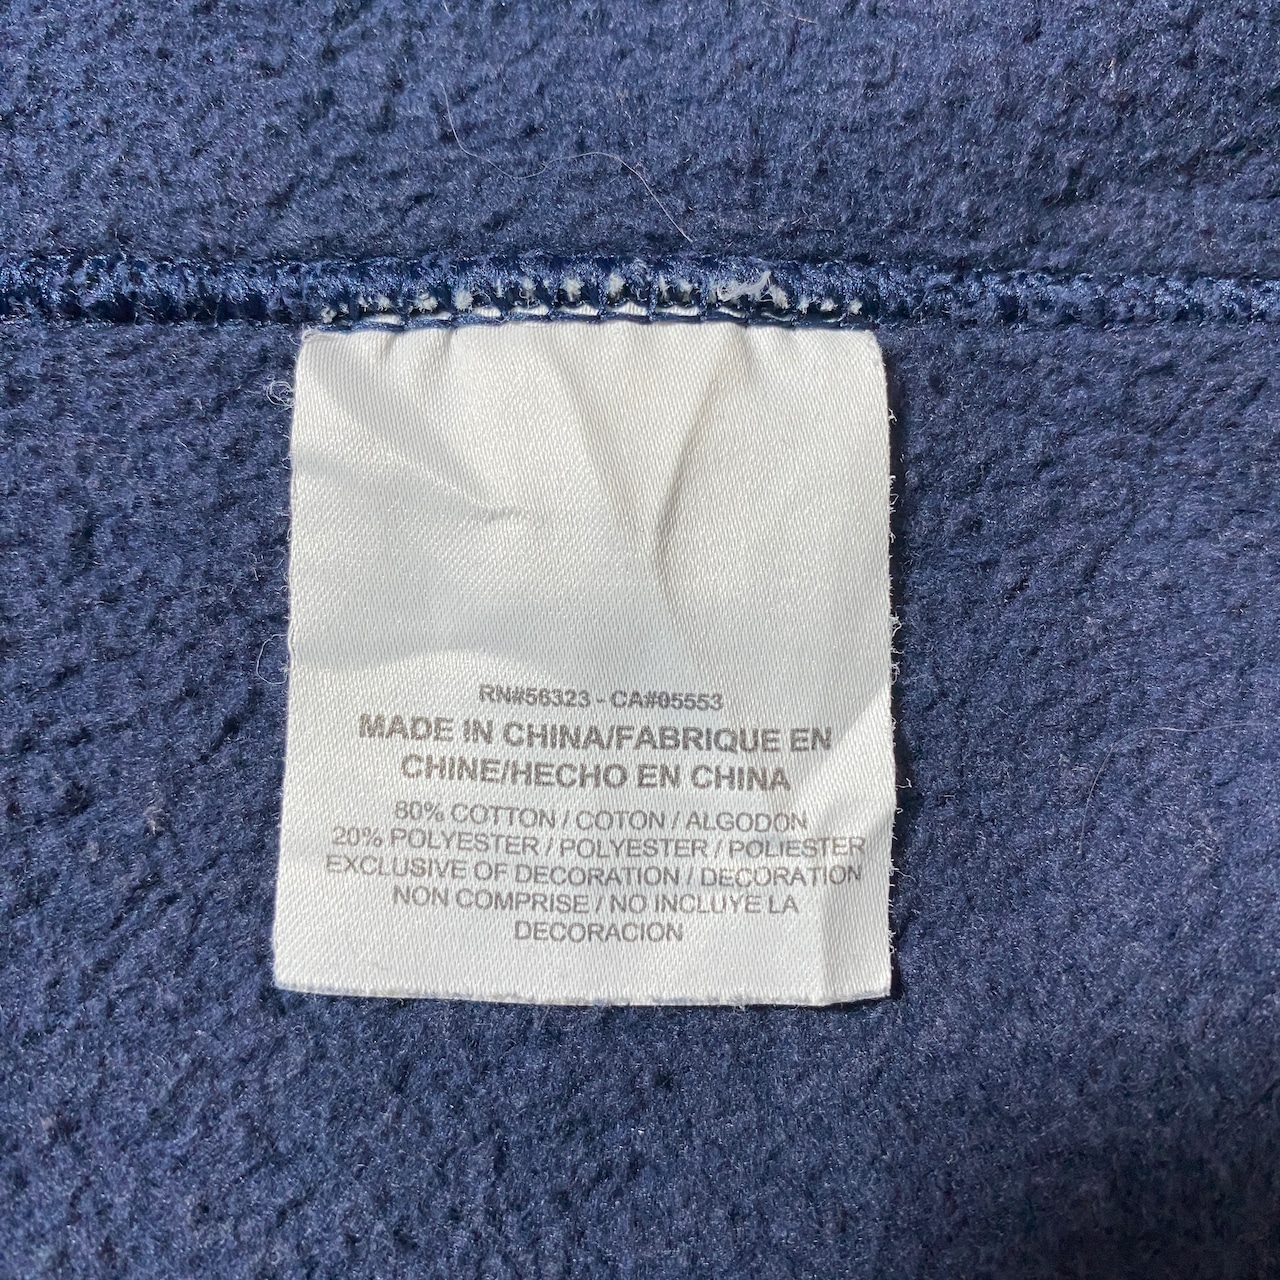 RN#56323 - CA#05553
MADE IN CHINA/FABRIQUE EN
CHINE/HECHO EN CHINA
80% COTTON / COTON / ALGODON
20% POLYESTER / POLYESTER / POLIESTER
EXCLUSIVE OF DECORATION / DECORATION
NON COMPRISE / NO INCLUYE LA
DECORACION